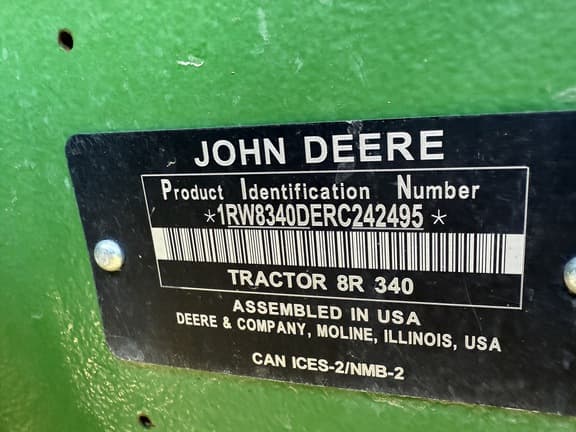 JOHN DEERE
Product Identification Number
*1RW8340DERC242495*
TRACTOR 8R 340
ASSEMBLED IN USA
DEERE & COMPANY, MOLINE, ILLINOIS, USA
CAN ICES-2/NMB-2